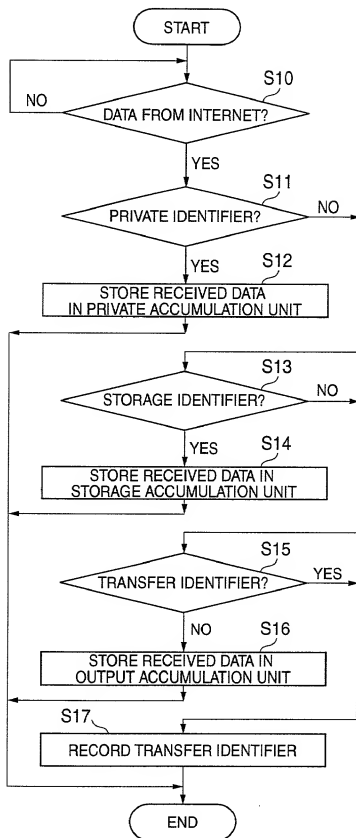 START
S10
NO
DATA FROM INTERNET?
YES
S11
PRIVATE IDENTIFIER?
NO
YES
S12
STORE RECEIVED DATA
IN PRIVATE ACCUMULATION UNIT
S13
STORAGE IDENTIFIER?
NO
YES
S14
STORE RECEIVED DATA IN
STORAGE ACCUMULATION UNIT
S15
TRANSFER IDENTIFIER?
YES
NO
S16
STORE RECEIVED DATA IN
OUTPUT ACCUMULATION UNIT
S17
RECORD TRANSFER IDENTIFIER
END